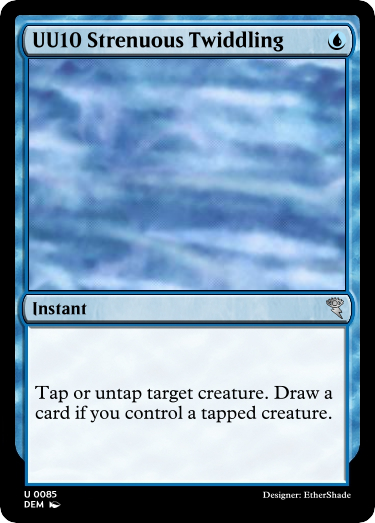 UU10 Strenuous Twiddling
Instant
Tap or untap target creature. Draw a
card if you control a tapped creature.
U 0085
DEM
Designer: EtherShade